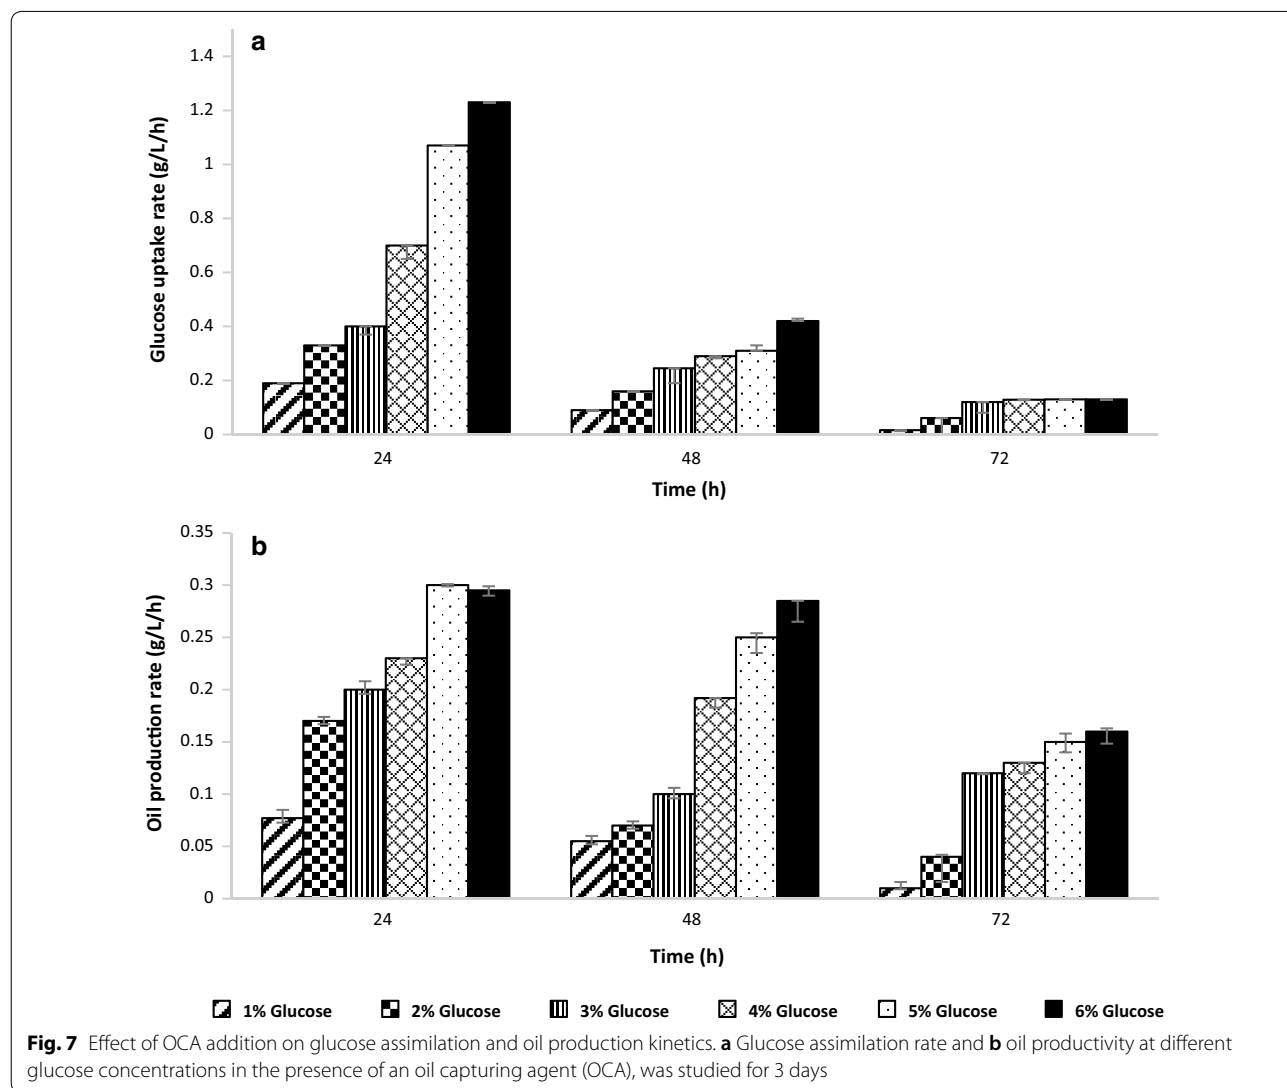 a
1.4
1.2
1
0.8
0.6
0.4
0.2
0
Glucose uptake rate (g/L/h)
24 48 72
Time (h)
b
0.35
0.3
0.25
0.2
0.15
0.1
0.05
0
Oil production rate (g/L/h)
24 48 72
Time (h)
1% Glucose 2% Glucose 3% Glucose 4% Glucose 5% Glucose 6% Glucose
Fig. 7 Effect of OCA addition on glucose assimilation and oil production kinetics. a Glucose assimilation rate and b oil productivity at different
glucose concentrations in the presence of an oil capturing agent (OCA), was studied for 3 days